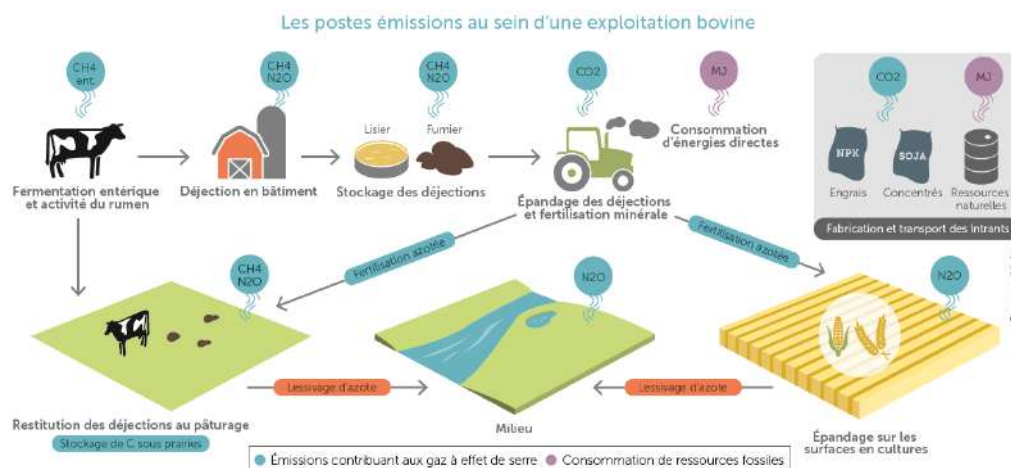 Les postes émissions au sein d'une exploitation bovine
CH4
ent.
CH4
N2O
CH4
N2O
CO2
MJ
CO2
MJ
Lisier
Fumier
Consommation
d'énergies directes
NPK
SOJA
Engrais
Concentrés
Ressources
naturelles
Fabrication et transport des Intrants
Fermentation entérique
et activité du rumen
Déjection en bâtiment
Stockage des déjections
Épandage des déjections
et fertilisation minérale
Fertilisation azotée
Fertilisation azotée
CH4
N2O
N2O
N2O
Lessivage d'azote
Lessivage d'azote
Restitution des déjections au pâturage
Stockage de C sous prairies
Milieu
Épandage sur les
surfaces en cultures
Émissions contribuant aux gaz à effet de serre
Consommation de ressources fossiles